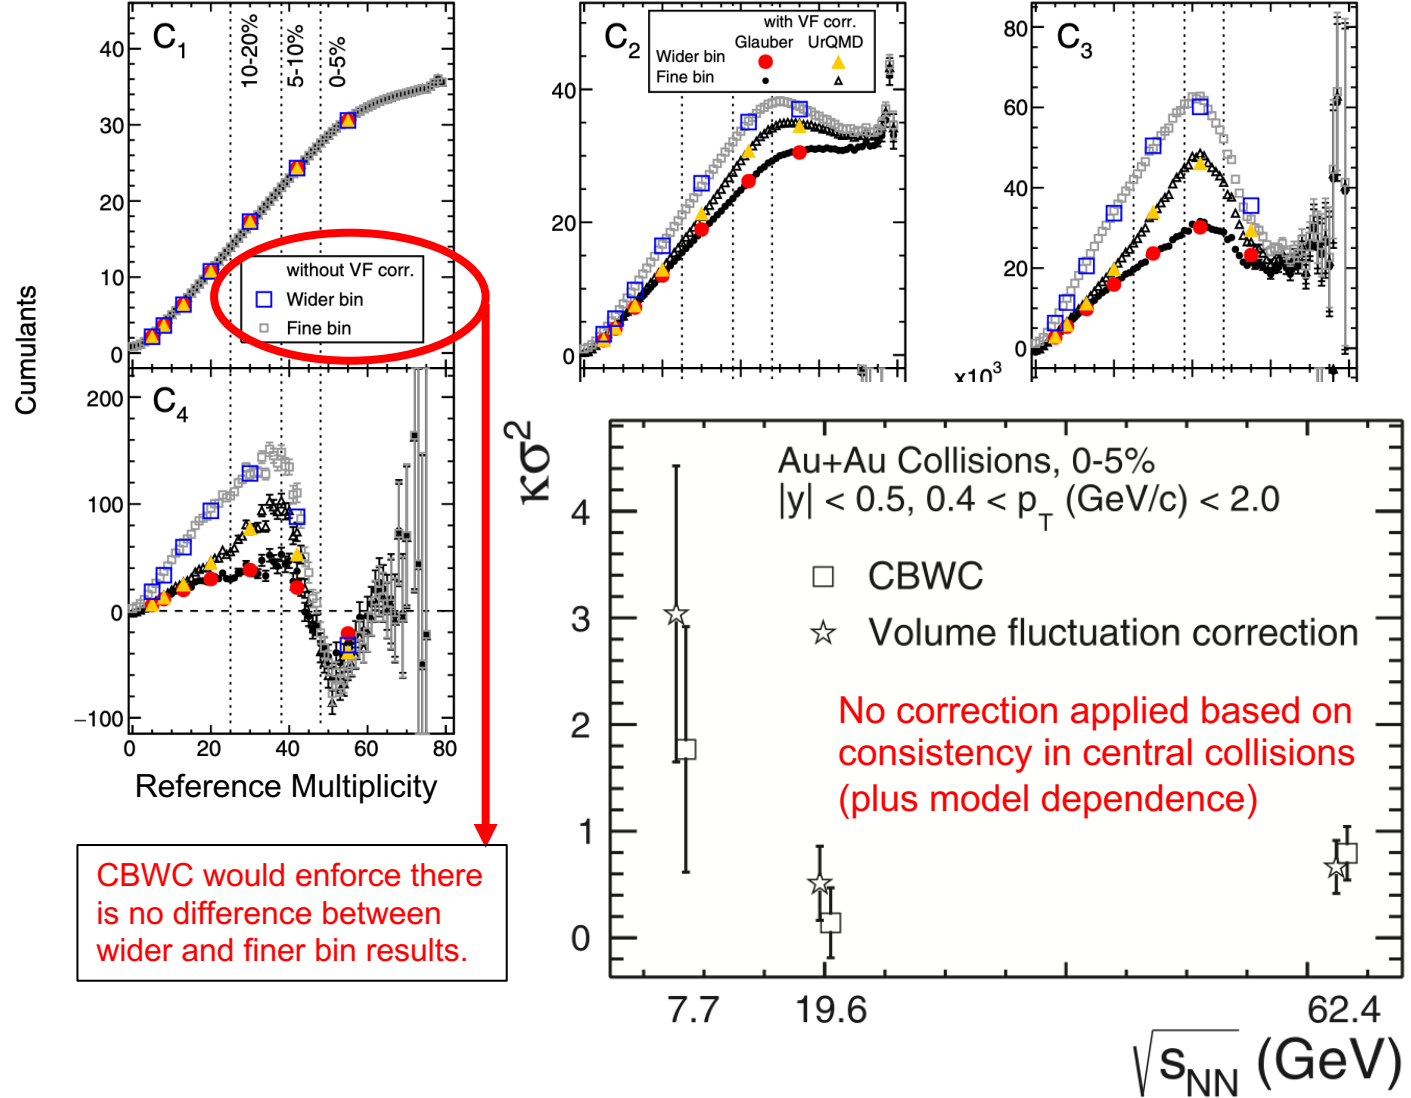 C1
40
30
20
10
0
10-20%
5-10%
0-5%
without VF corr.
Wider bin
Fine bin
C2
with VF corr.
Glauber UrQMD
Wider bin
Fine bin
40
20
0
C3
80
60
40
20
0
x10³
Cumulants
C4
200
100
0
−100
0 20 40 60 80
Reference Multiplicity
CBWC would enforce there
is no difference between
wider and finer bin results.
κσ²
4
3
2
1
0
Au+Au Collisions, 0-5%
|y| < 0.5, 0.4 < pT (GeV/c) < 2.0
CBWC
Volume fluctuation correction
No correction applied based on
consistency in central collisions
(plus model dependence)
7.7 19.6 62.4
√sNN (GeV)